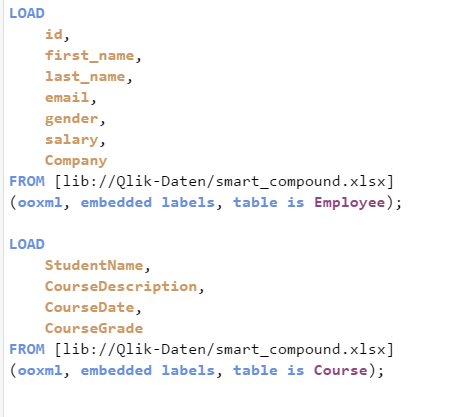 LOAD
id,
first_name,
last_name,
email,
gender,
salary,
Company
FROM [lib://Qlik-Daten/smart_compound.xlsx]
(ooxml, embedded labels, table is Employee);
LOAD
StudentName,
CourseDescription,
CourseDate,
CourseGrade
FROM [lib://Qlik-Daten/smart_compound.xlsx]
(ooxml, embedded labels, table is Course);